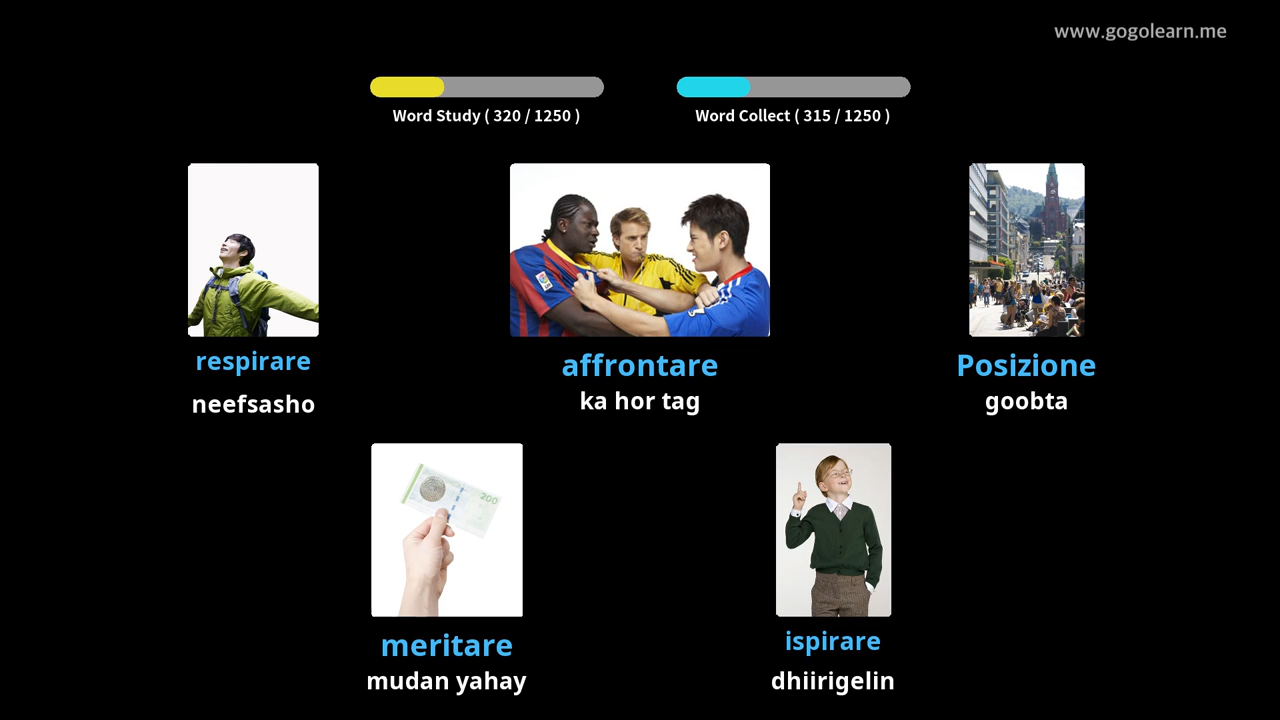 www.gogolearn.me
Word Study ( 320 / 1250 )
Word Collect ( 315 / 1250 )
respirare
neefsasho
affrontare
ka hor tag
Posizione
goobta
200
meritare
mudan yahay
ispirare
dhiirigelin